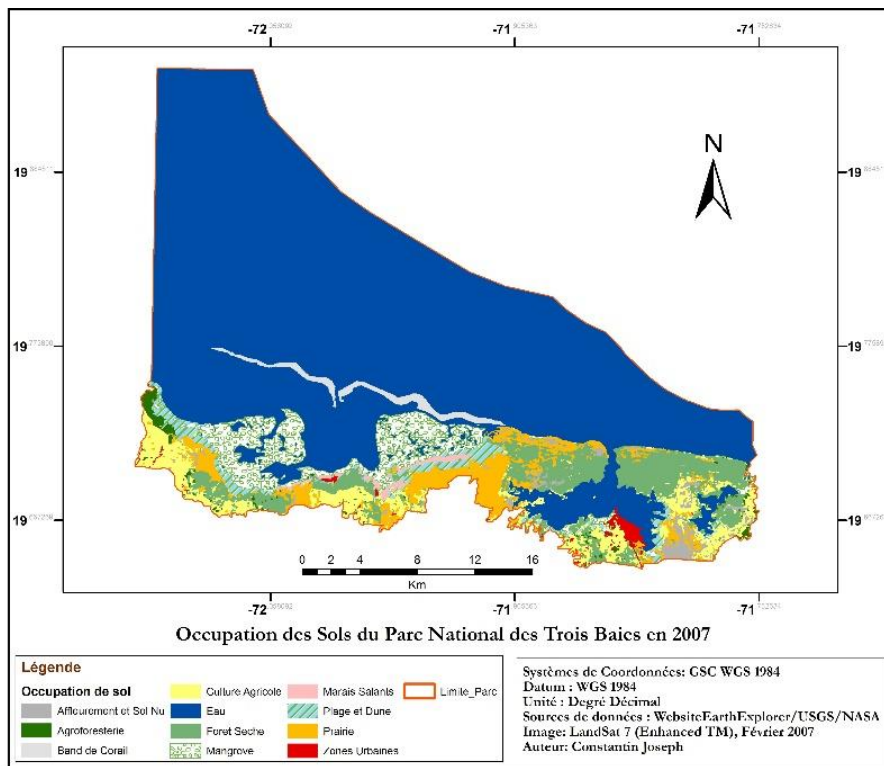 -72
-71
-71
N
19
19
19
19
19
19
0 2 4 8 12 16
Km
-72
-71
-71
Occupation des Sols du Parc National des Trois Baies en 2007
Légende
Occupation de sol
Affleurement et Sol Nu
Agroforesterie
Band de Corail
Culture Agricole
Eau
Foret Seche
Mangrove
Marais Salants
Plage et Dune
Prairie
Zones Urbaines
Limite_Parc
Systèmes de Coordonnées: GSC WGS 1984
Datum : WGS 1984
Unité : Degré Décimal
Sources de données : WebsiteEarthExplorer/USGS/NASA
Image: LandSat 7 (Enhanced TM), Février 2007
Auteur: Constantin Joseph